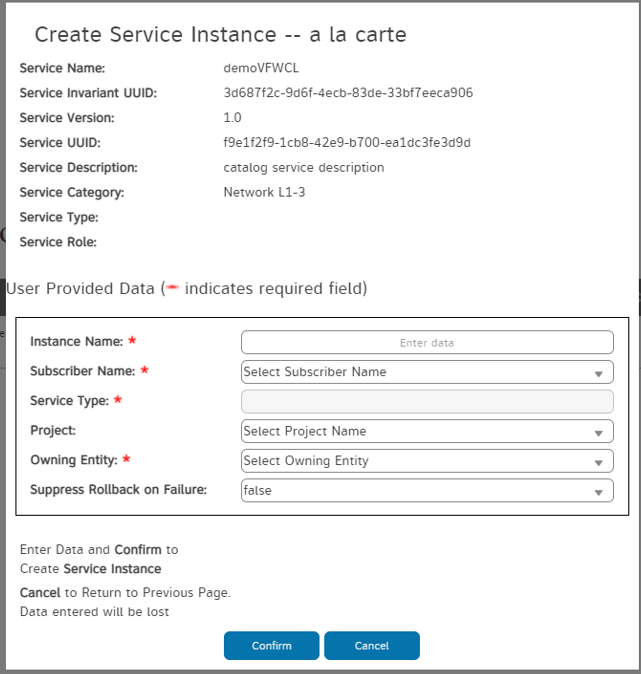 Create Service Instance -- a la carte
Service Name: demoVFWCL
Service Invariant UUID: 3d687f2c-9d6f-4ecb-83de-33bf7eeca906
Service Version: 1.0
Service UUID: f9e1f2f9-1cb8-42e9-b700-ea1dc3fe3d9d
Service Description: catalog service description
Service Category: Network L1-3
Service Type:
Service Role:
User Provided Data ( indicates required field)
Instance Name: * Enter data
Subscriber Name: * Select Subscriber Name
Service Type: *
Project: Select Project Name
Owning Entity: * Select Owning Entity
Suppress Rollback on Failure: false
Enter Data and Confirm to
Create Service Instance
Cancel to Return to Previous Page.
Data entered will be lost
Confirm Cancel